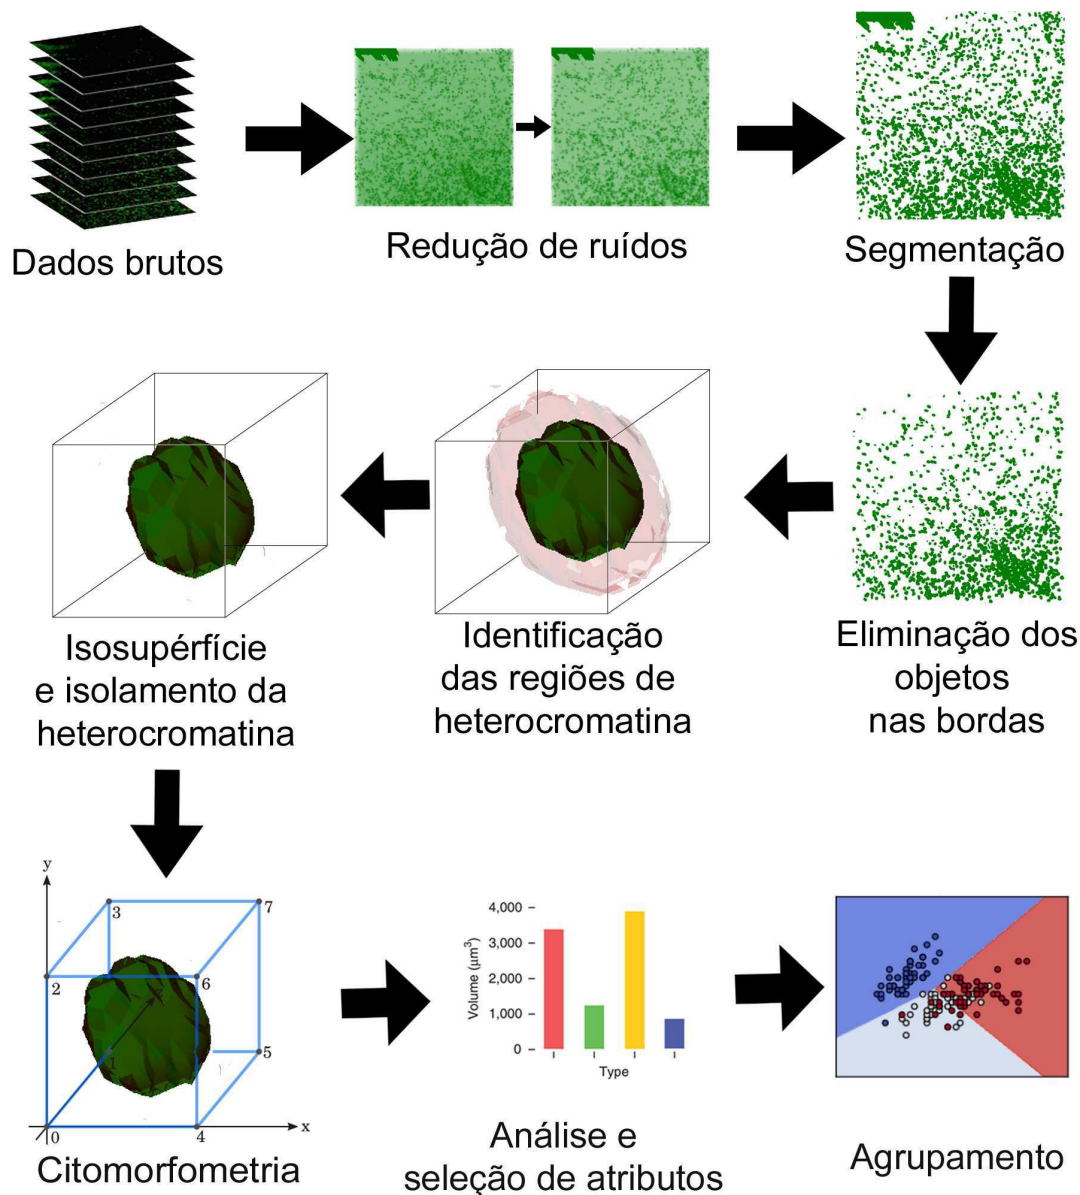 Dados brutos
Redução de ruídos
Segmentação
Isosupérfície
e isolamento da
heterocromatina
Identificação
das regiões de
heterocromatina
Eliminação dos
objetos
nas bordas
y
3
7
2
6
1
5
0
4
x
Citomorfometria
4,000
3,000
2,000
1,000
0
Volume (μm³)
Type
Análise e
seleção de atributos
Agrupamento